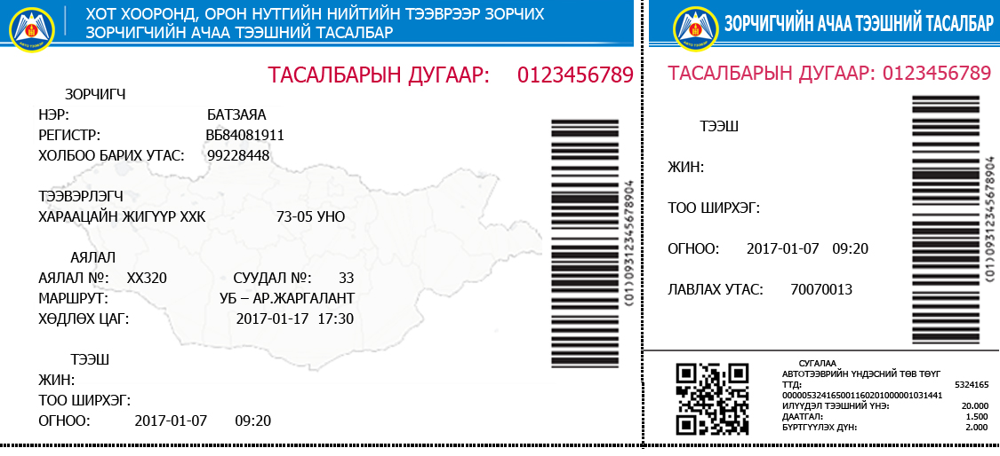 ХОТ ХООРОНД, ОРОН НУТГИЙН НИЙТИЙН ТЭЭВРЭЭР ЗОРЧИХ
ЗОРЧИГЧИЙН АЧАА ТЭЭШНИЙ ТАСАЛБАР
ТАСАЛБАРЫН ДУГААР: 0123456789
ЗОРЧИГЧ
НЭР: БАТЗАЯА
РЕГИСТР: ВБ84081911
ХОЛБОО БАРИХ УТАС: 99228448
ТЭЭВЭРЛЭГЧ
ХАРААЦАЙН ЖИГҮҮР ХХК 73-05 УНО
АЯЛАЛ
АЯЛАЛ №: XX320 СУУДАЛ №: 33
МАРШРУТ: УБ – АР.ЖАРГАЛАНТ
ХӨДЛӨХ ЦАГ: 2017-01-17 17:30
ТЭЭШ
ЖИН:
ТОО ШИРХЭГ:
ОГНОО: 2017-01-07 09:20
(01)09312345678904
ЗОРЧИГЧИЙН АЧАА ТЭЭШНИЙ ТАСАЛБАР
ТАСАЛБАРЫН ДУГААР: 0123456789
ТЭЭШ
ЖИН:
ТОО ШИРХЭГ:
ОГНОО: 2017-01-07 09:20
ЛАВЛАХ УТАС: 70070013
(01)09312345678904
СУГАЛАА
АВТОТЭЭВРИЙН ҮНДЭСНИЙ ТӨВ ТӨҮГ
ТТД: 5324165
000005324165001160201000001031441
ИЛҮҮДЭЛ ТЭЭШНИЙ ҮНЭ: 20.000
ДААТГАЛ: 1.500
БҮРТГҮҮЛЭХ ДҮН: 2.000